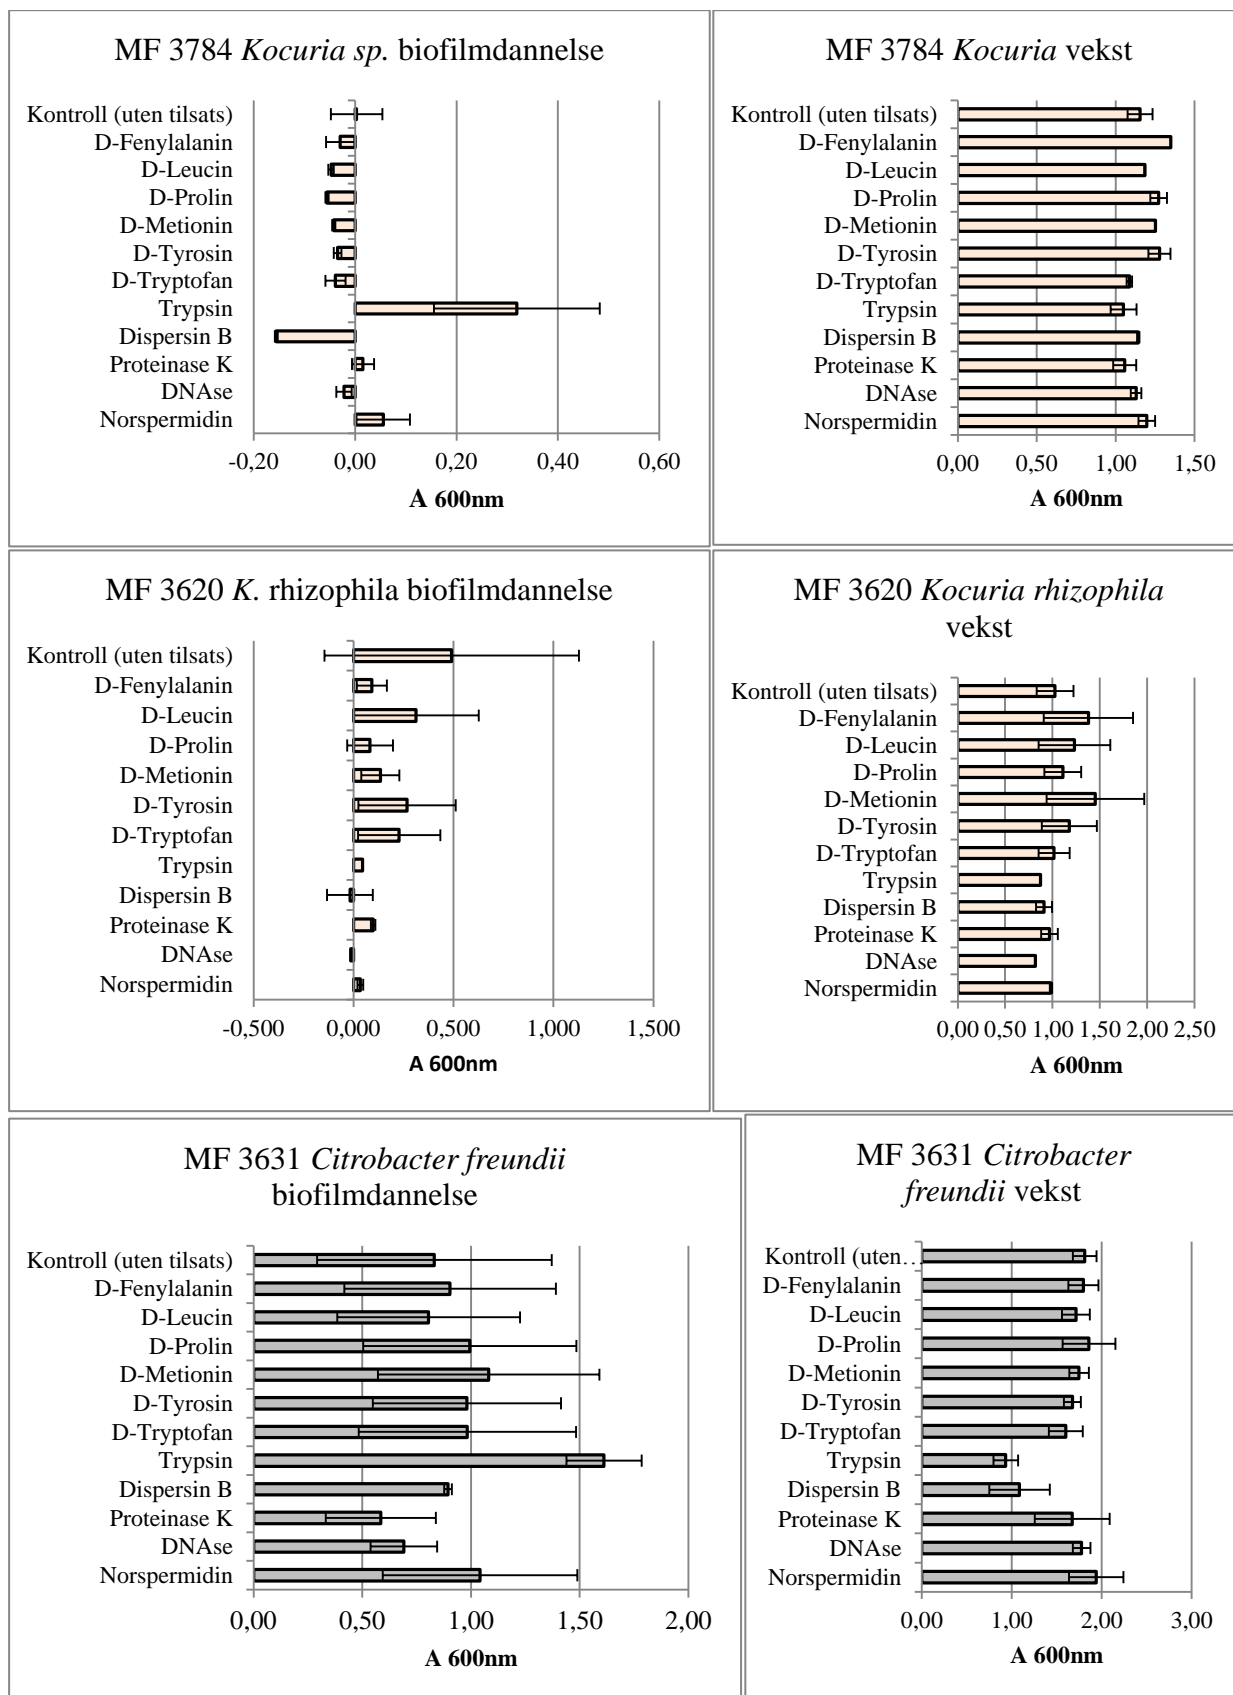 MF 3784 Kocuria sp. biofilmdannelse
Kontroll (uten tilsats)
D-Fenylalanin
D-Leucin
D-Prolin
D-Metionin
D-Tyrosin
D-Tryptofan
Trypsin
Dispersin B
Proteinase K
DNAse
Norspermidin
-0,20 0,00 0,20 0,40 0,60
A 600nm
MF 3784 Kocuria vekst
Kontroll (uten tilsats)
D-Fenylalanin
D-Leucin
D-Prolin
D-Metionin
D-Tyrosin
D-Tryptofan
Trypsin
Dispersin B
Proteinase K
DNAse
Norspermidin
0,00 0,50 1,00 1,50
A 600nm
MF 3620 K. rhizophila biofilmdannelse
Kontroll (uten tilsats)
D-Fenylalanin
D-Leucin
D-Prolin
D-Metionin
D-Tyrosin
D-Tryptofan
Trypsin
Dispersin B
Proteinase K
DNAse
Norspermidin
-0,500 0,000 0,500 1,000 1,500
A 600nm
MF 3620 Kocuria rhizophila
vekst
Kontroll (uten tilsats)
D-Fenylalanin
D-Leucin
D-Prolin
D-Metionin
D-Tyrosin
D-Tryptofan
Trypsin
Dispersin B
Proteinase K
DNAse
Norspermidin
0,00 0,50 1,00 1,50 2,00 2,50
A 600nm
MF 3631 Citrobacter freundii
biofilmdannelse
Kontroll (uten tilsats)
D-Fenylalanin
D-Leucin
D-Prolin
D-Metionin
D-Tyrosin
D-Tryptofan
Trypsin
Dispersin B
Proteinase K
DNAse
Norspermidin
0,00 0,50 1,00 1,50 2,00
A 600nm
MF 3631 Citrobacter
freundii vekst
Kontroll (uten…
D-Fenylalanin
D-Leucin
D-Prolin
D-Metionin
D-Tyrosin
D-Tryptofan
Trypsin
Dispersin B
Proteinase K
DNAse
Norspermidin
0,00 1,00 2,00 3,00
A 600nm